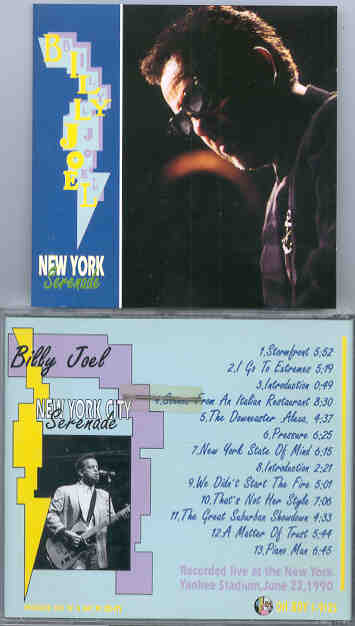 BILLY
JOEL
BILLY
JOEL
NEW YORK
Serenade
Billy Joel
NEW YORK CITY
Serenade
1.Stormfront 5:52
2.I Go To Extremes 5:19
3.Introduction 0:49
4.Scenes From An Italian Restaurant 8:30
5.The Downeaster "Alexa" 4:37
6.Pressure 6:25
7.New York State Of Mind 6:15
8.Introduction 2:21
9.We Didn't Start The Fire 5:01
10.That's Not Her Style 7:06
11.The Great Suburban Showdown 4:33
12.A Matter Of Trust 5:44
13.Piano Man 6:45
Recorded live at the New York
Yankee Stadium,June 22,1990